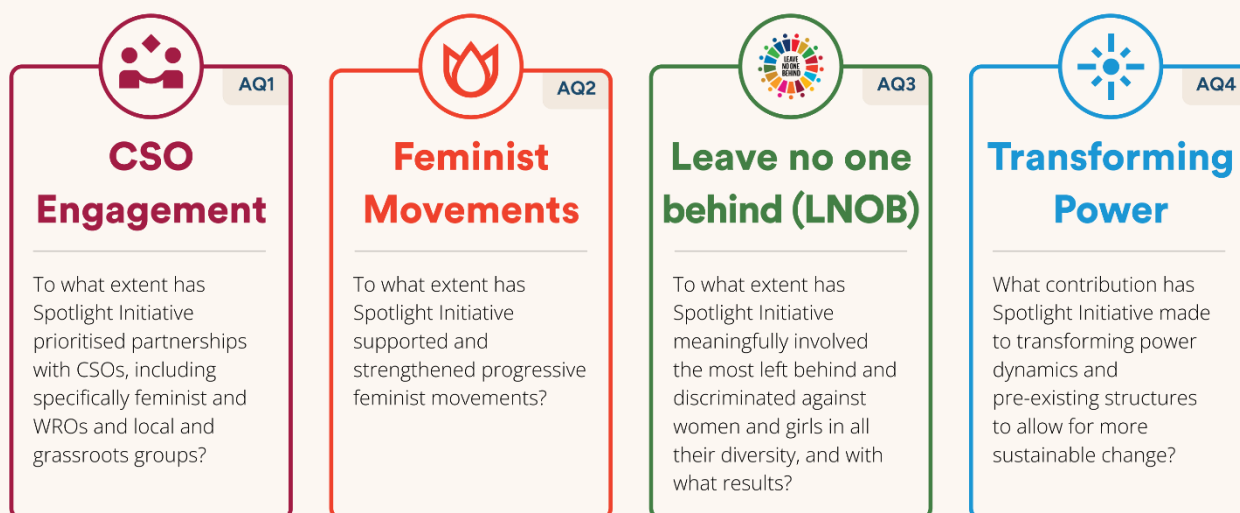 AQ1
CSO
Engagement
To what extent has
Spotlight Initiative
prioritised partnerships
with CSOs, including
specifically feminist and
WROs and local and
grassroots groups?
AQ2
Feminist
Movements
To what extent has
Spotlight Initiative
supported and
strengthened progressive
feminist movements?
LEAVE
NO ONE
BEHIND
AQ3
Leave no one
behind (LNOB)
To what extent has
Spotlight Initiative
meaningfully involved
the most left behind and
discriminated against
women and girls in all
their diversity, and with
what results?
AQ4
Transforming
Power
What contribution has
Spotlight Initiative made
to transforming power
dynamics and
pre-existing structures
to allow for more
sustainable change?